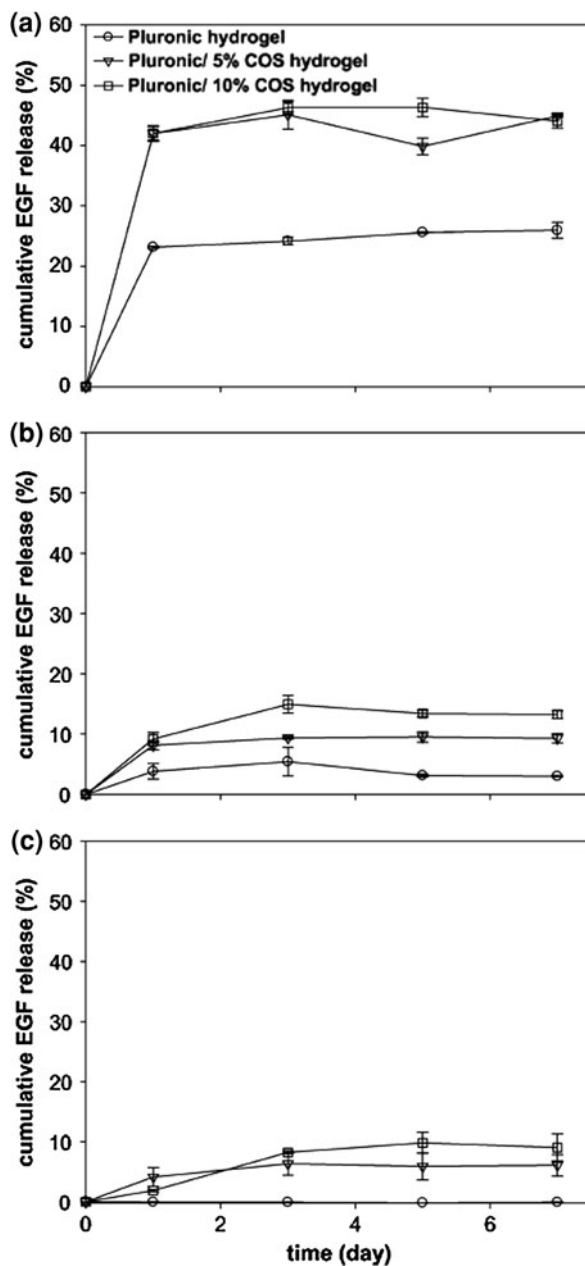 (a)
60
50
40
30
20
10
0
cumulative EGF release (%)
Pluronic hydrogel
Pluronic/ 5% COS hydrogel
Pluronic/ 10% COS hydrogel
(b)
60
50
40
30
20
10
0
cumulative EGF release (%)
(c)
60
50
40
30
20
10
0
cumulative EGF release (%)
0 2 4 6
time (day)